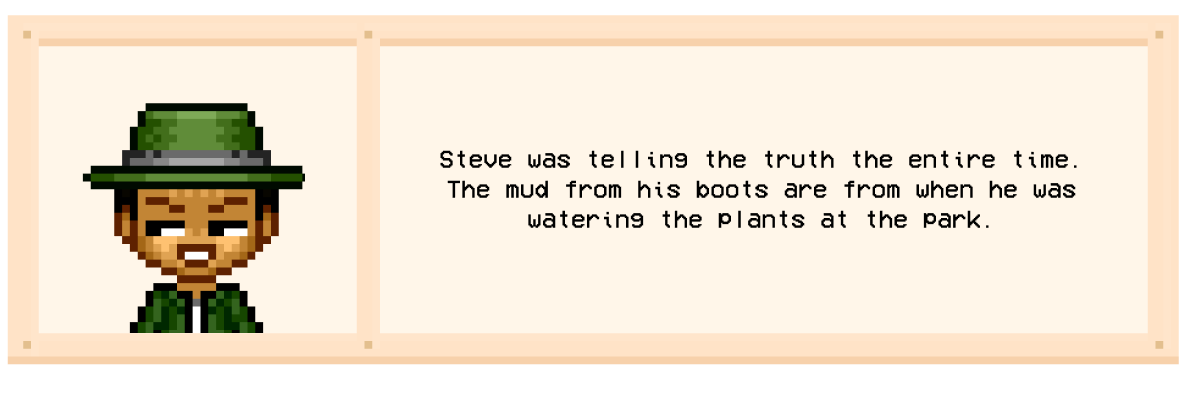 Steve was telling the truth the entire time.
The mud from his boots are from when he was
watering the plants at the park.